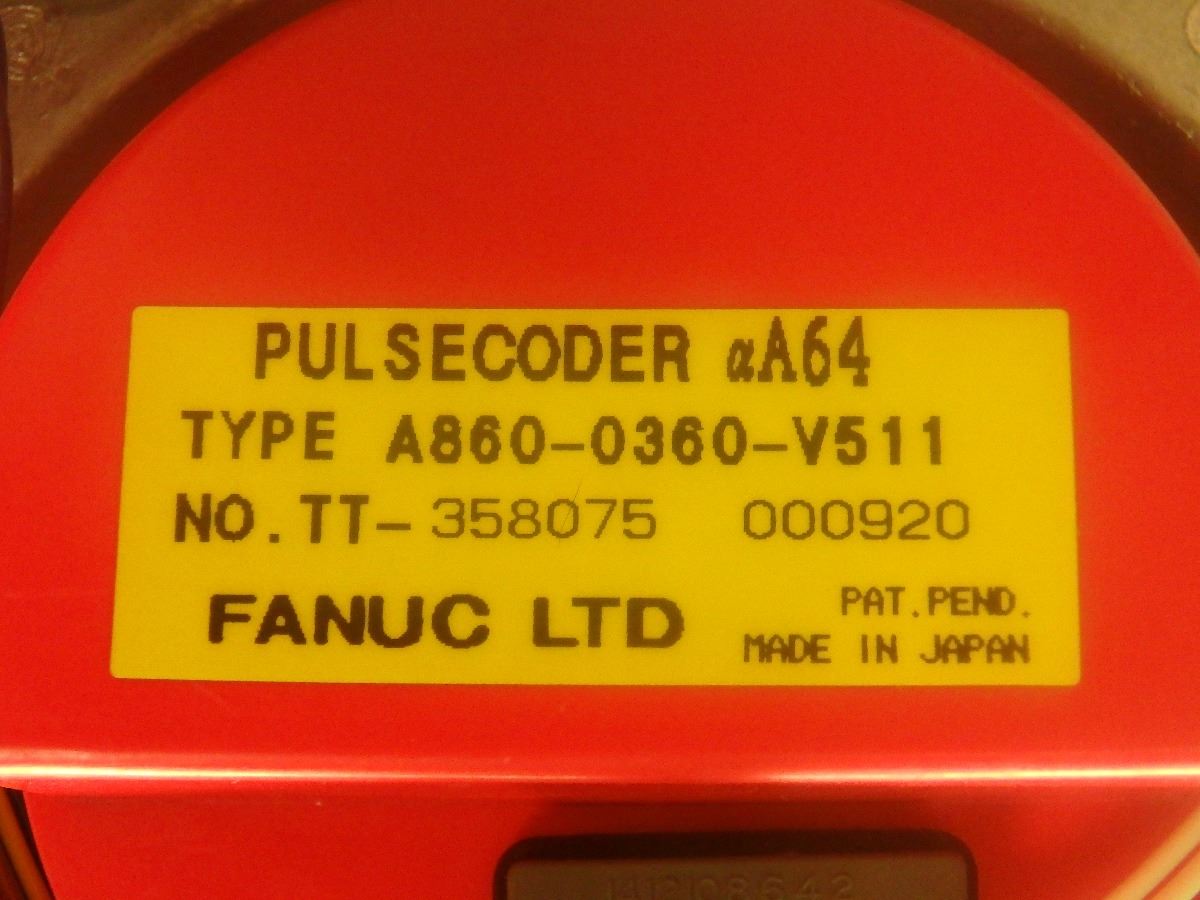 PULSECODER αA64
TYPE A860-0360-V511
NO.TT-358075 000920
FANUC LTD
PAT.PEND.
MADE IN JAPAN